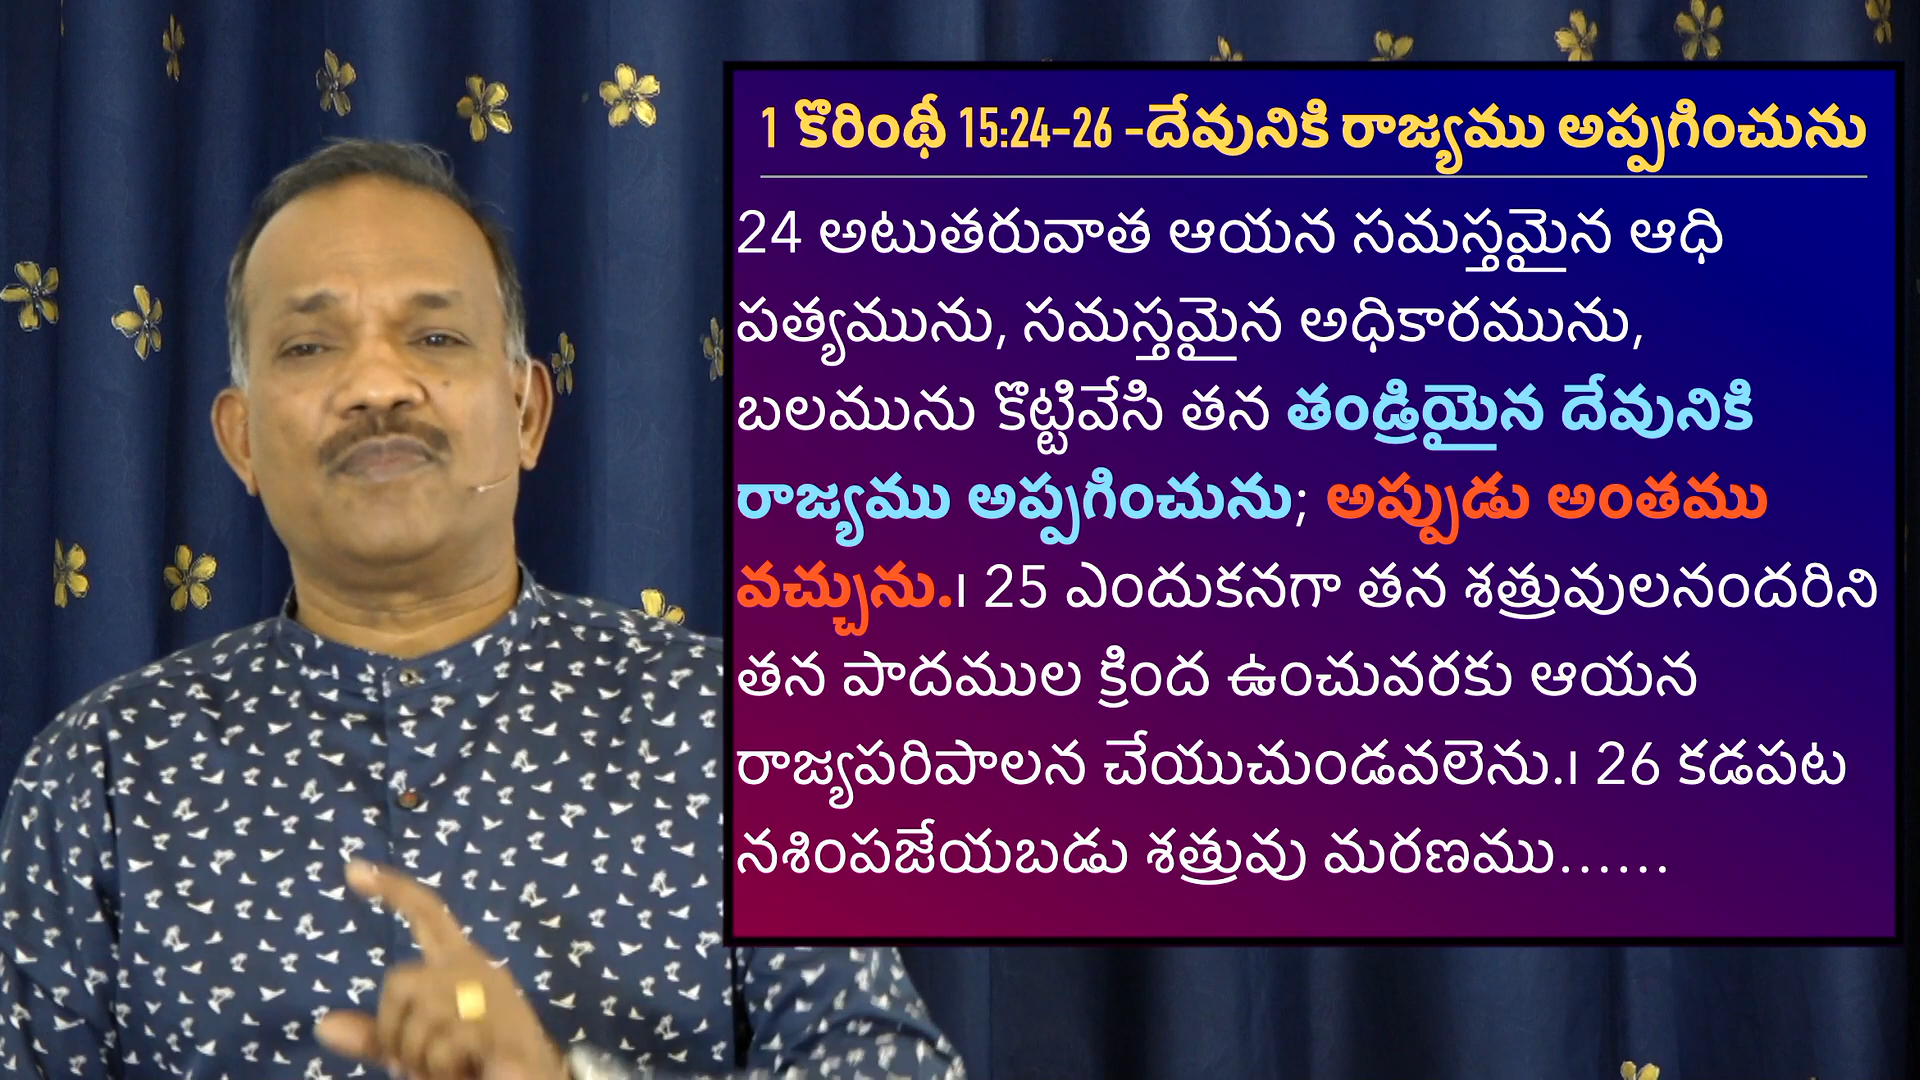 1 కొరింథీ 15:24-26 -దేవునికి రాజ్యము అప్పగించును
24 అటుతరువాత ఆయన సమస్తమైన ఆధి
పత్యమును, సమస్తమైన అధికారమును,
బలమును కొట్టివేసి తన తండ్రియైన దేవునికి
రాజ్యము అప్పగించును; అప్పుడు అంతము
వచ్చును.। 25 ఎందుకనగా తన శత్రువులనందరిని
తన పాదముల క్రింద ఉంచువరకు ఆయన
రాజ్యపరిపాలన చేయుచుండవలెను.। 26 కడపట
నశింపజేయబడు శత్రువు మరణము......